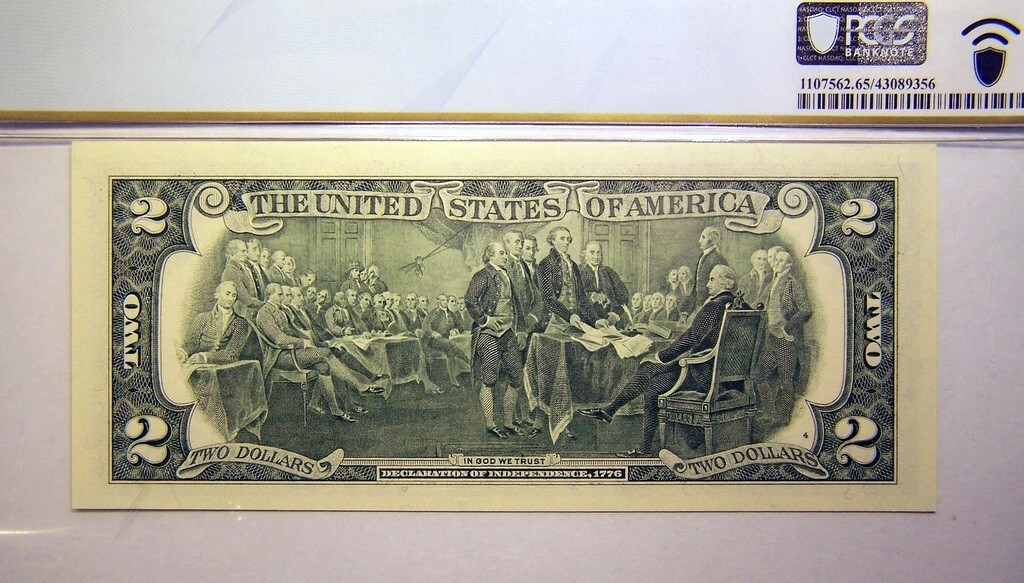 PCGS
BANKNOTE
1107562.65/43089356
THE UNITED STATES OF AMERICA
2
2
TWO
TWO
2
2
4
TWO DOLLARS
TWO DOLLARS
IN GOD WE TRUST
DECLARATION OF INDEPENDENCE, 1776